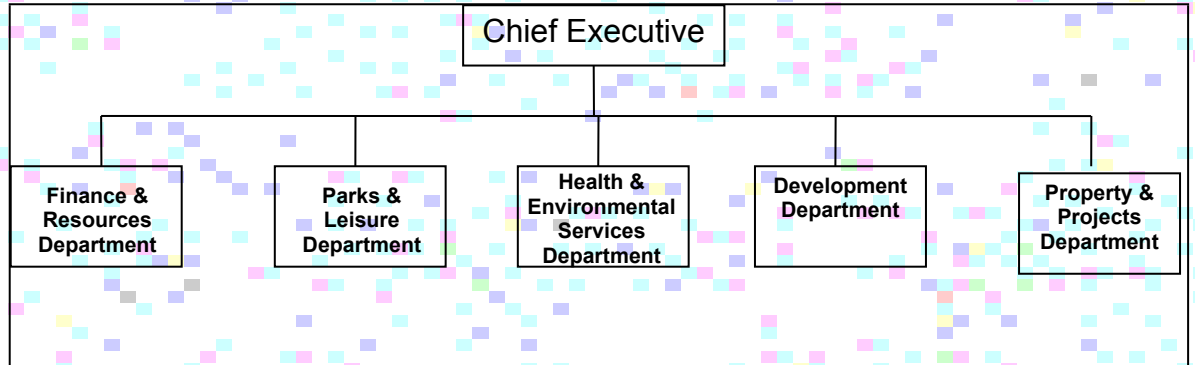 Chief Executive
Finance &
Resources
Department
Parks &
Leisure
Department
Health &
Environmental
Services
Department
Development
Department
Property &
Projects
Department